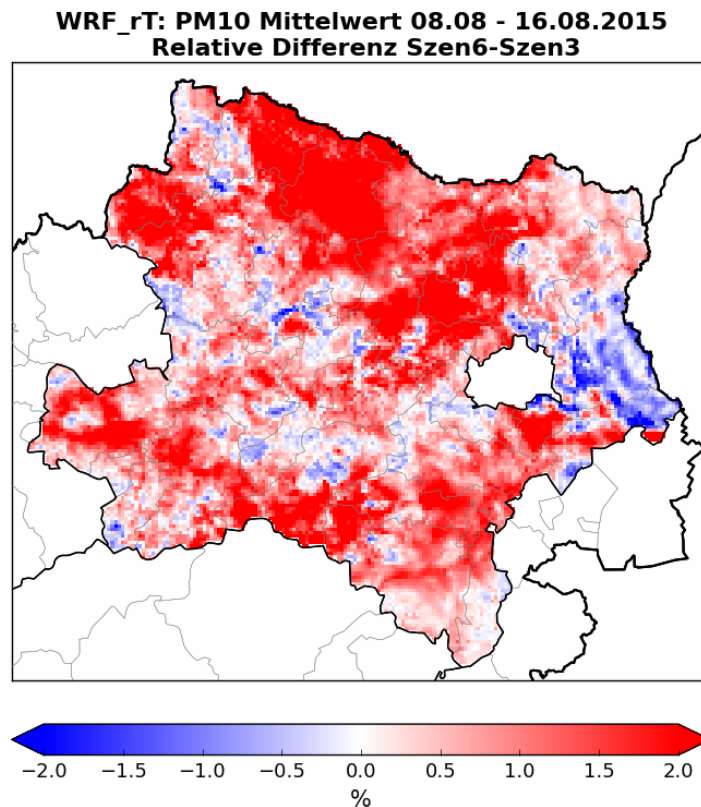 WRF_rT: PM10 Mittelwert 08.08 - 16.08.2015
Relative Differenz Szen6-Szen3
−2.0 −1.5 −1.0 −0.5 0.0 0.5 1.0 1.5 2.0
%